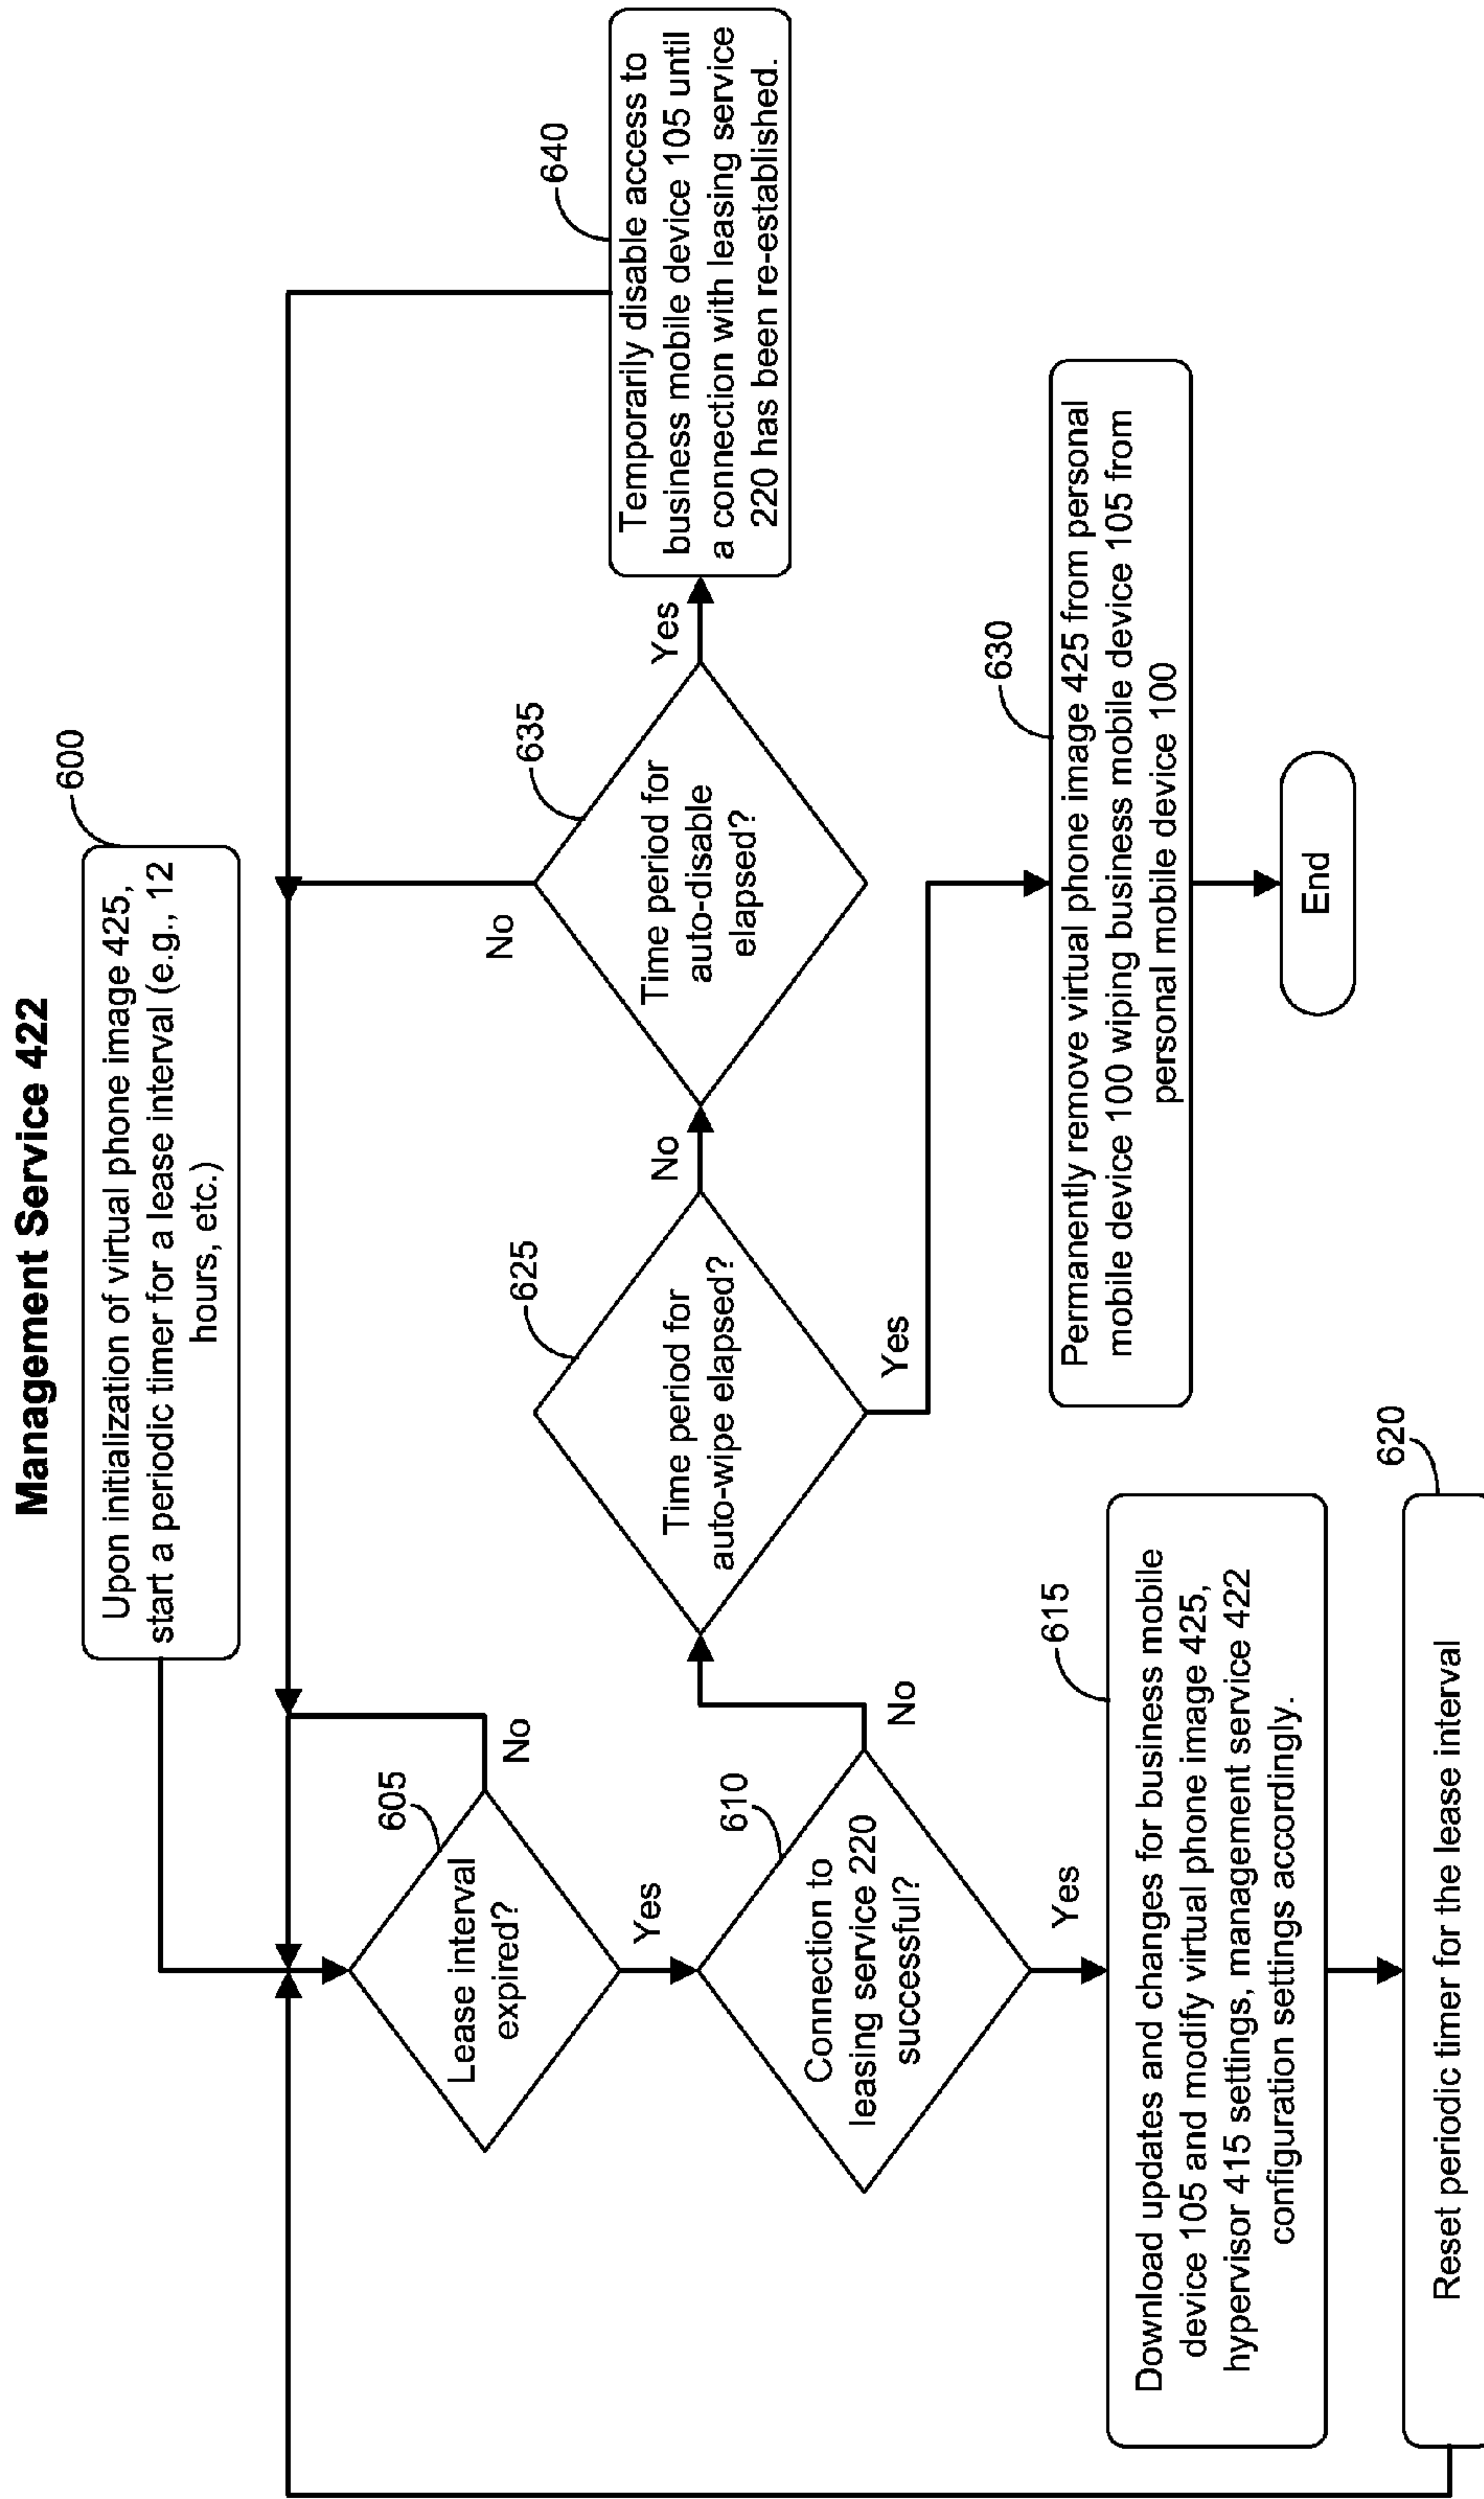 Management Service 422
600
Upon initialization of virtual phone image 425,
start a periodic timer for a lease interval (e.g., 12
hours, etc.)
605
Lease interval
expired?
No
Yes
610
Connection to
leasing service 220
successful?
No
Yes
615
Download updates and changes for business mobile
device 105 and modify virtual phone image 425,
hypervisor 415 settings, management service 422
configuration settings accordingly.
620
Reset periodic timer for the lease interval
625
Time period for
auto-wipe elapsed?
No
Yes
635
Time period for
auto-disable
elapsed?
No
Yes
640
Temporarily disable access to
business mobile device 105 until
a connection with leasing service
220 has been re-established.
630
Permanently remove virtual phone image 425 from personal
mobile device 100 wiping business mobile device 105 from
personal mobile device 100
End